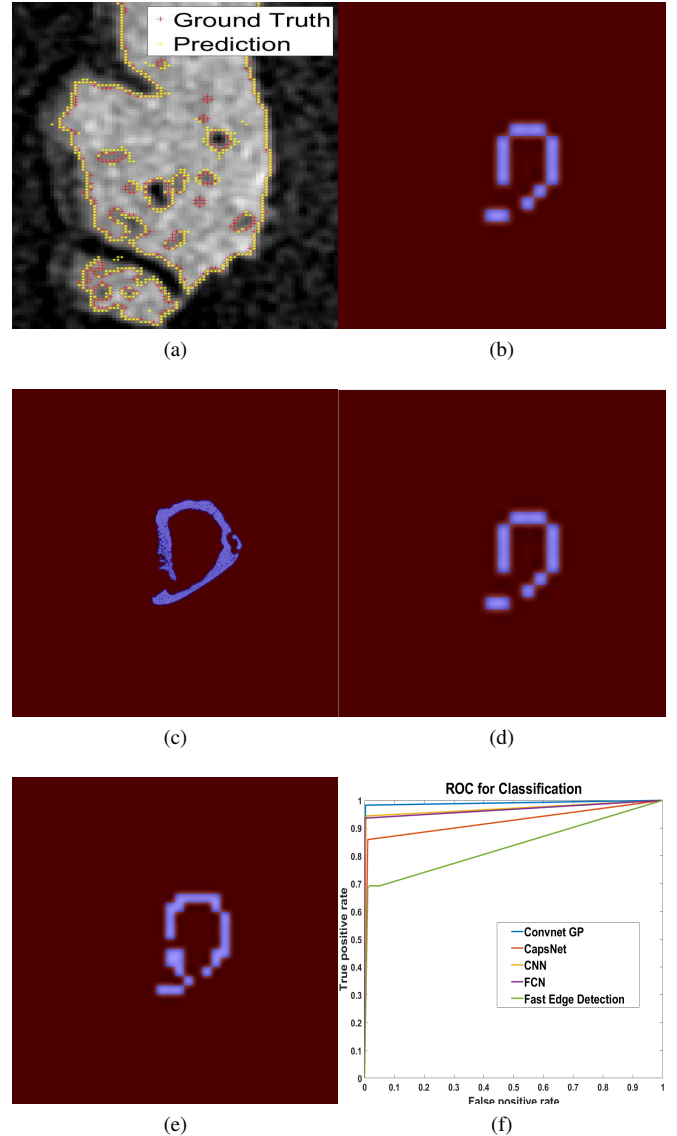 Ground Truth
Prediction
(a)
(b)
(c)
(d)
ROC for Classification
1
0.9
0.8
0.7
0.6
0.5
0.4
0.3
0.2
0.1
0
True positive rate
Convnet GP
CapsNet
CNN
FCN
Fast Edge Detection
0 0.1 0.2 0.3 0.4 0.5 0.6 0.7 0.8 0.9 1
False positive rate
(e)
(f)